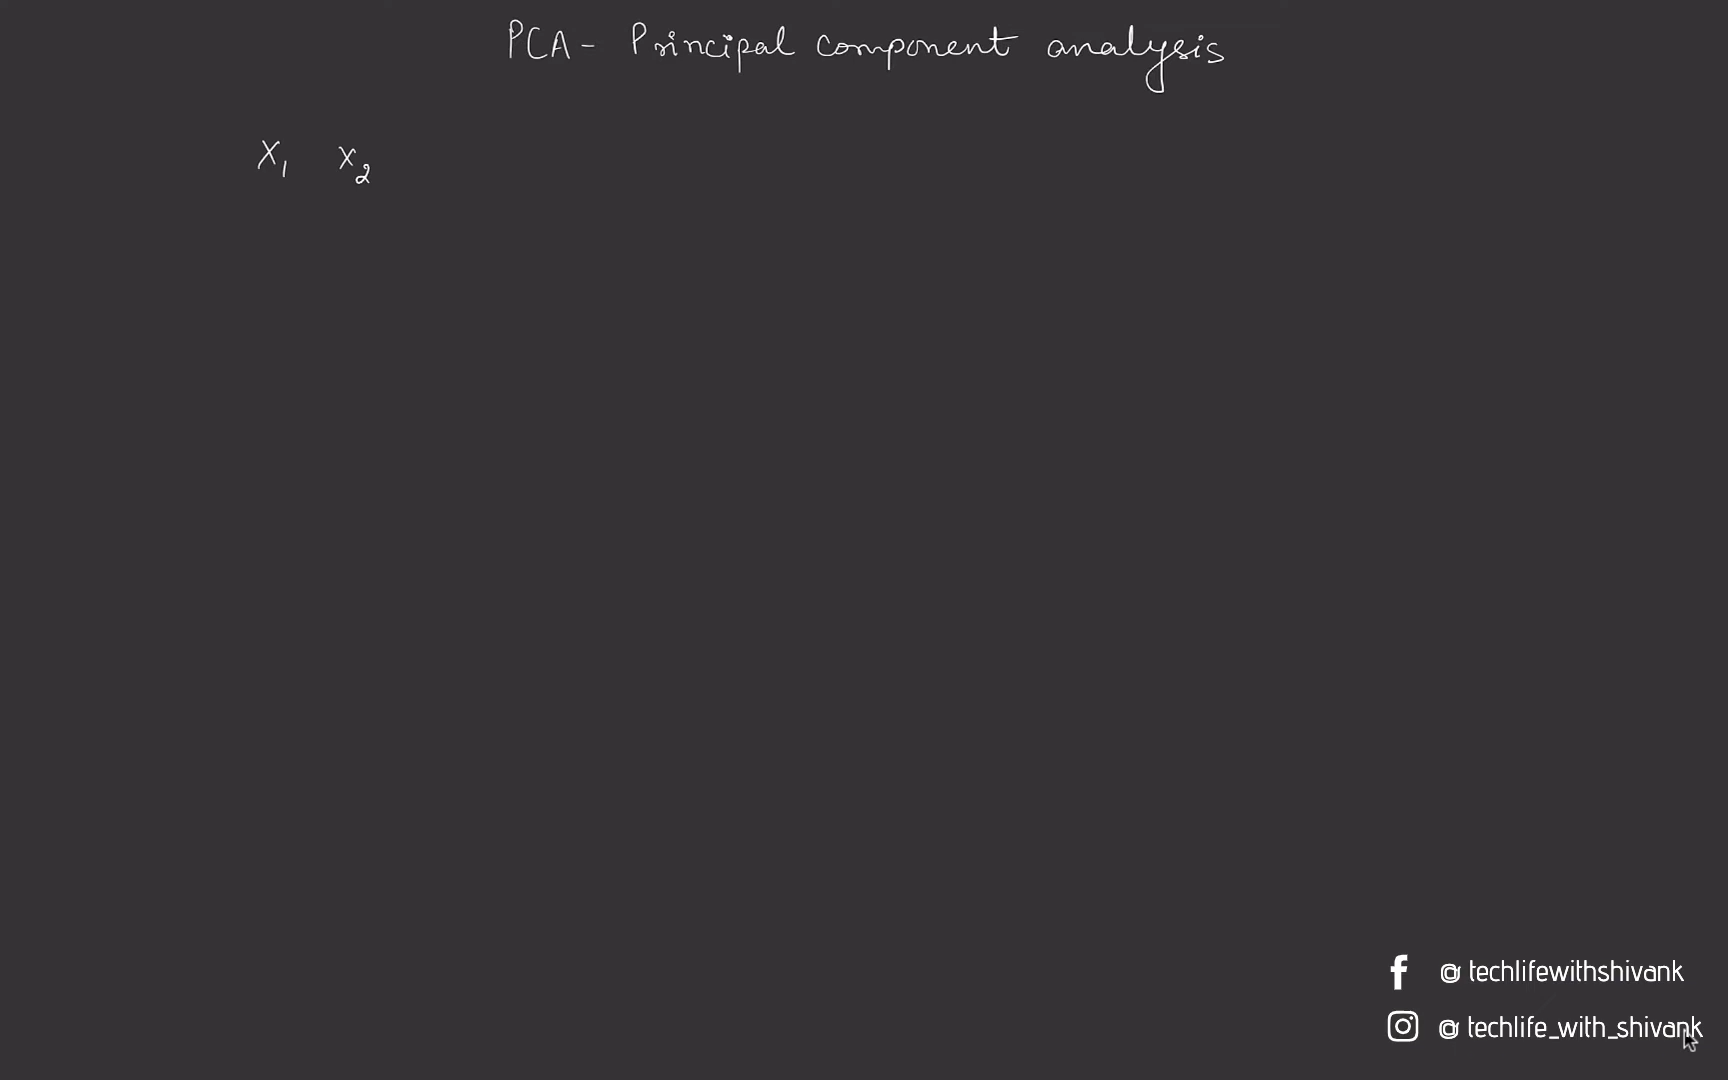 PCA - Principal component analysis
X₁ X₂
@ techlifewithshivank
@ techlife_with_shivank